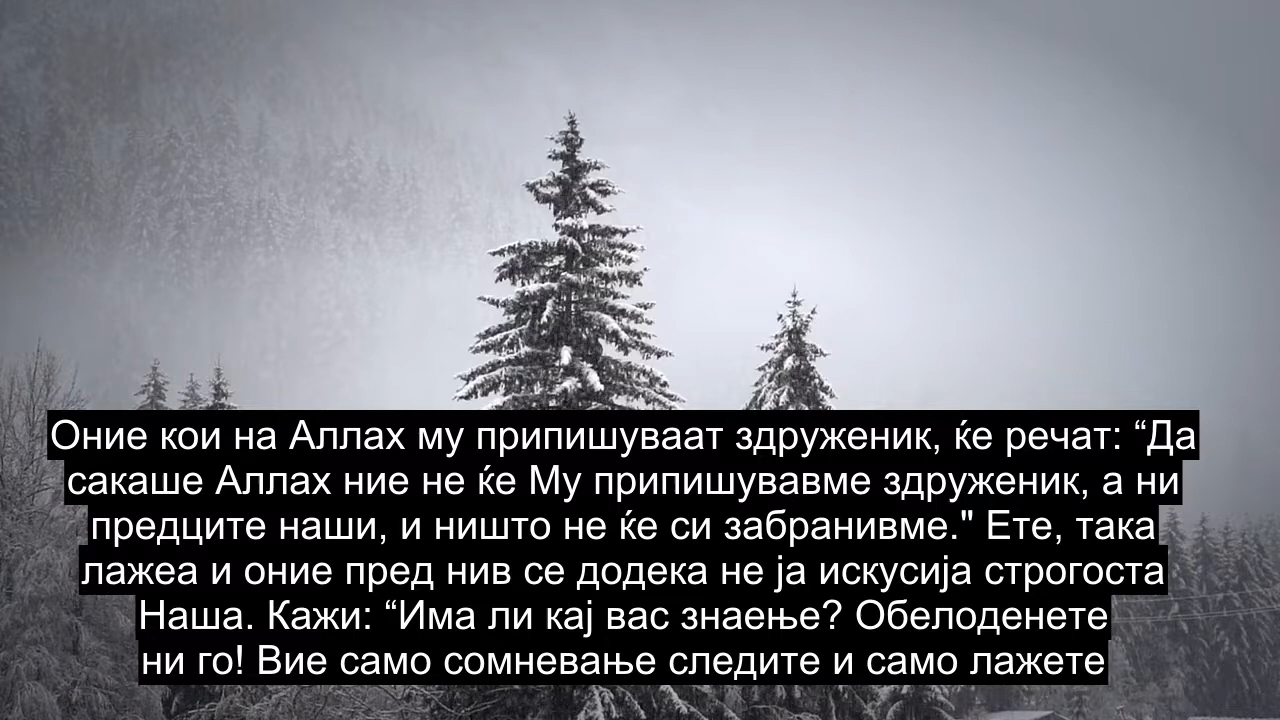 Оние кои на Аллах му припишуваат здруженик, ќе речат: “Да
сакаше Аллах ние не ќе Му припишувавме здруженик, а ни
предците наши, и ништо не ќе си забранивме." Ете, така
лажеа и оние пред нив се додека не ја искусија строгоста
Наша. Кажи: “Има ли кај вас знаење? Обелоденете
ни го! Вие само сомневање следите и само лажете